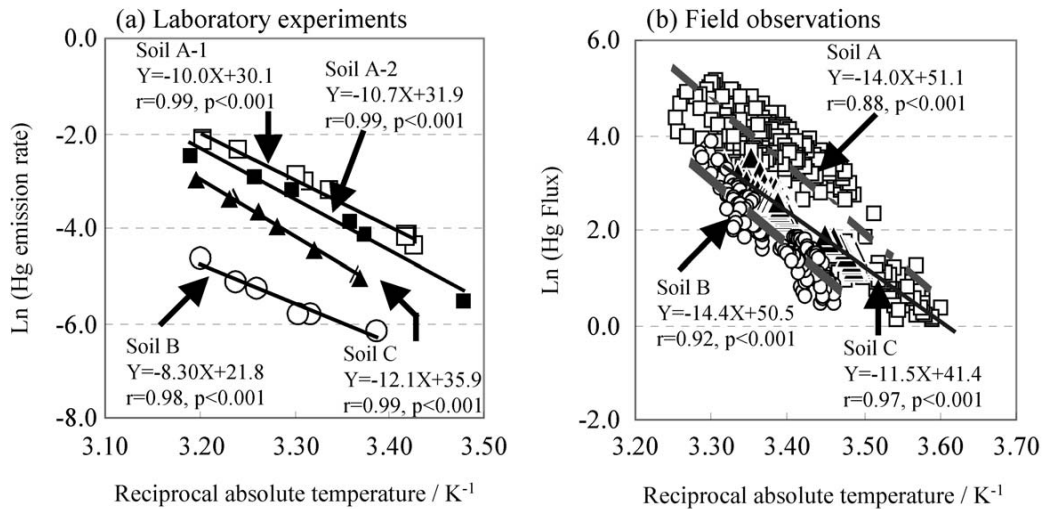 (a) Laboratory experiments
Ln (Hg emission rate)
0.0
-2.0
-4.0
-6.0
-8.0
Soil A-1
Y=-10.0X+30.1
r=0.99, p<0.001
Soil A-2
Y=-10.7X+31.9
r=0.99, p<0.001
Soil B
Y=-8.30X+21.8
r=0.98, p<0.001
Soil C
Y=-12.1X+35.9
r=0.99, p<0.001
3.10 3.20 3.30 3.40 3.50
Reciprocal absolute temperature / K-1
(b) Field observations
Ln (Hg Flux)
6.0
4.0
2.0
0.0
-2.0
Soil A
Y=-14.0X+51.1
r=0.88, p<0.001
Soil B
Y=-14.4X+50.5
r=0.92, p<0.001
Soil C
Y=-11.5X+41.4
r=0.97, p<0.001
3.20 3.30 3.40 3.50 3.60 3.70
Reciprocal absolute temperature / K-1